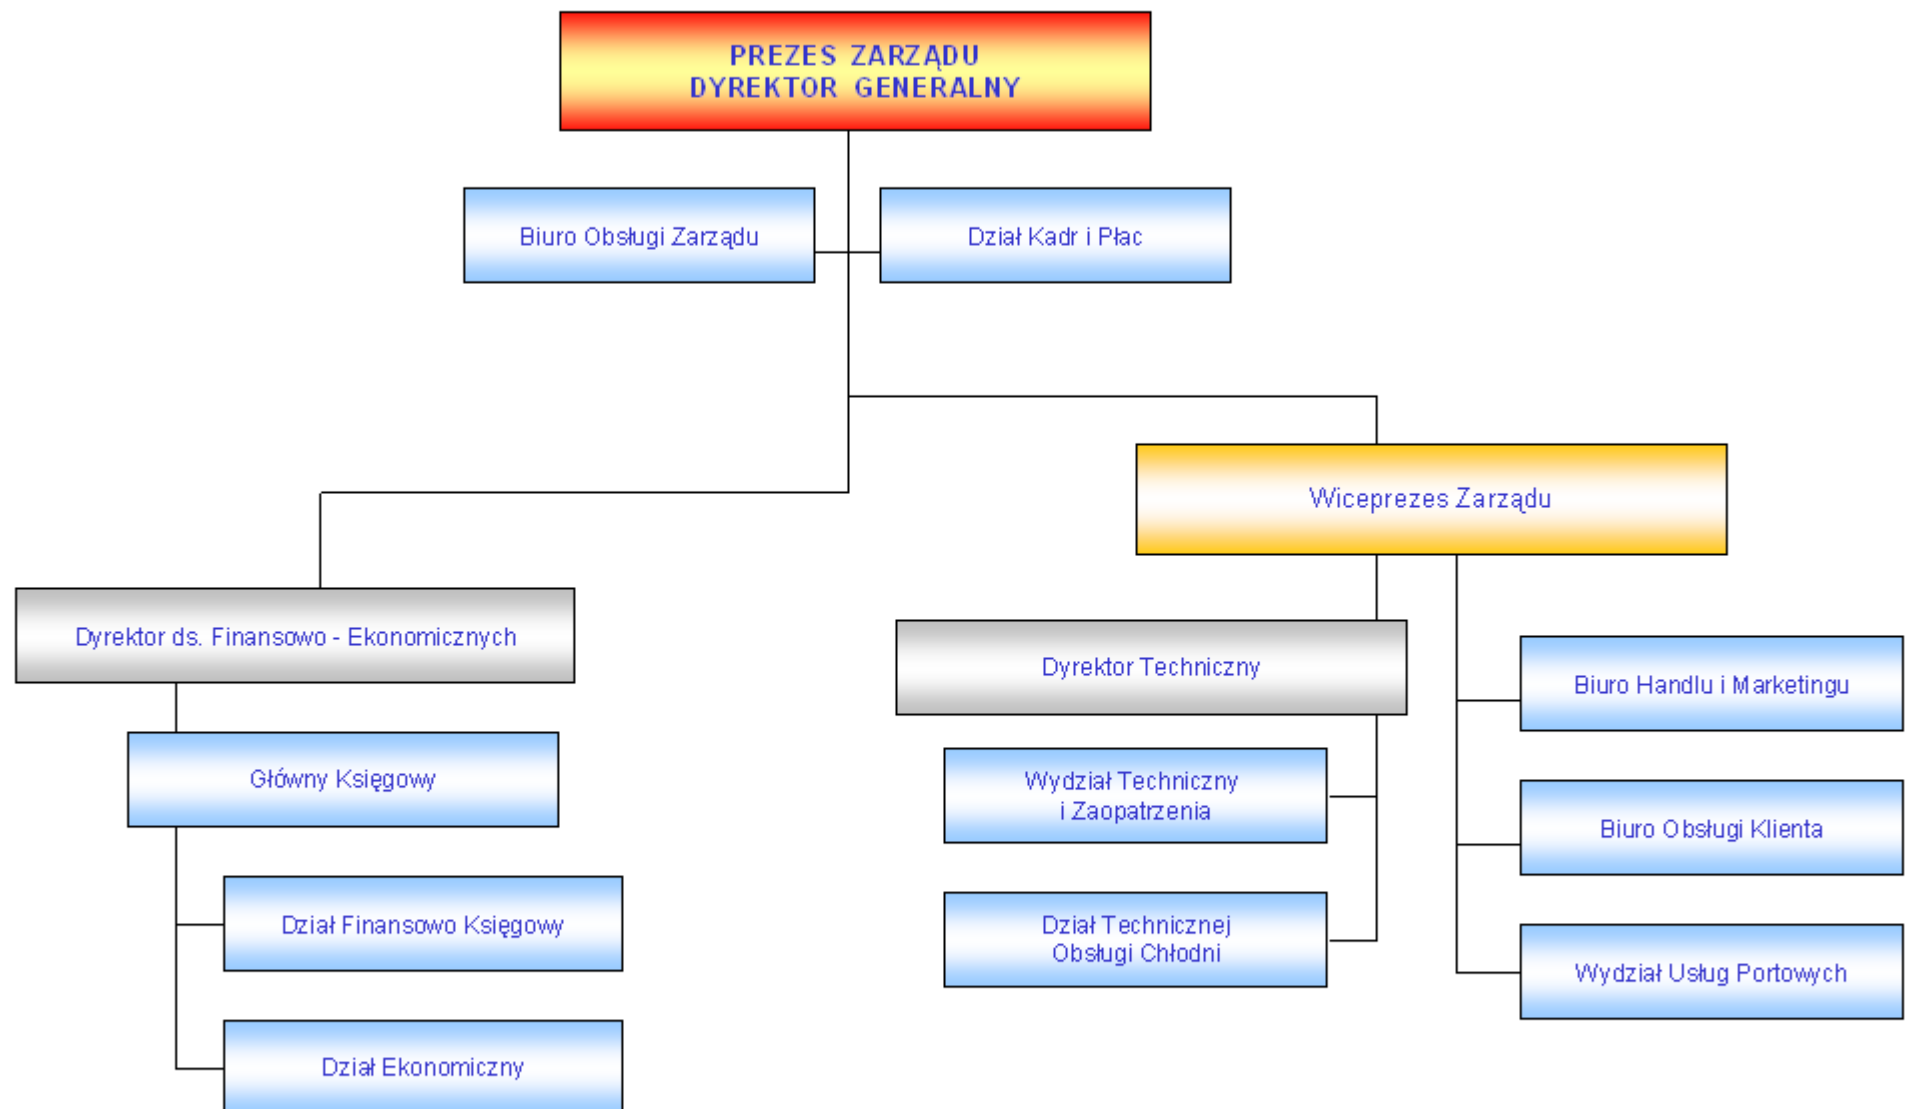 PREZES ZARZĄDU
DYREKTOR GENERALNY
Biuro Obsługi Zarządu
Dział Kadr i Płac
Wiceprezes Zarządu
Dyrektor ds. Finansowo - Ekonomicznych
Dyrektor Techniczny
Biuro Handlu i Marketingu
Główny Księgowy
Wydział Techniczny
i Zaopatrzenia
Biuro Obsługi Klienta
Dział Finansowo Księgowy
Dział Technicznej
Obsługi Chłodni
Wydział Usług Portowych
Dział Ekonomiczny